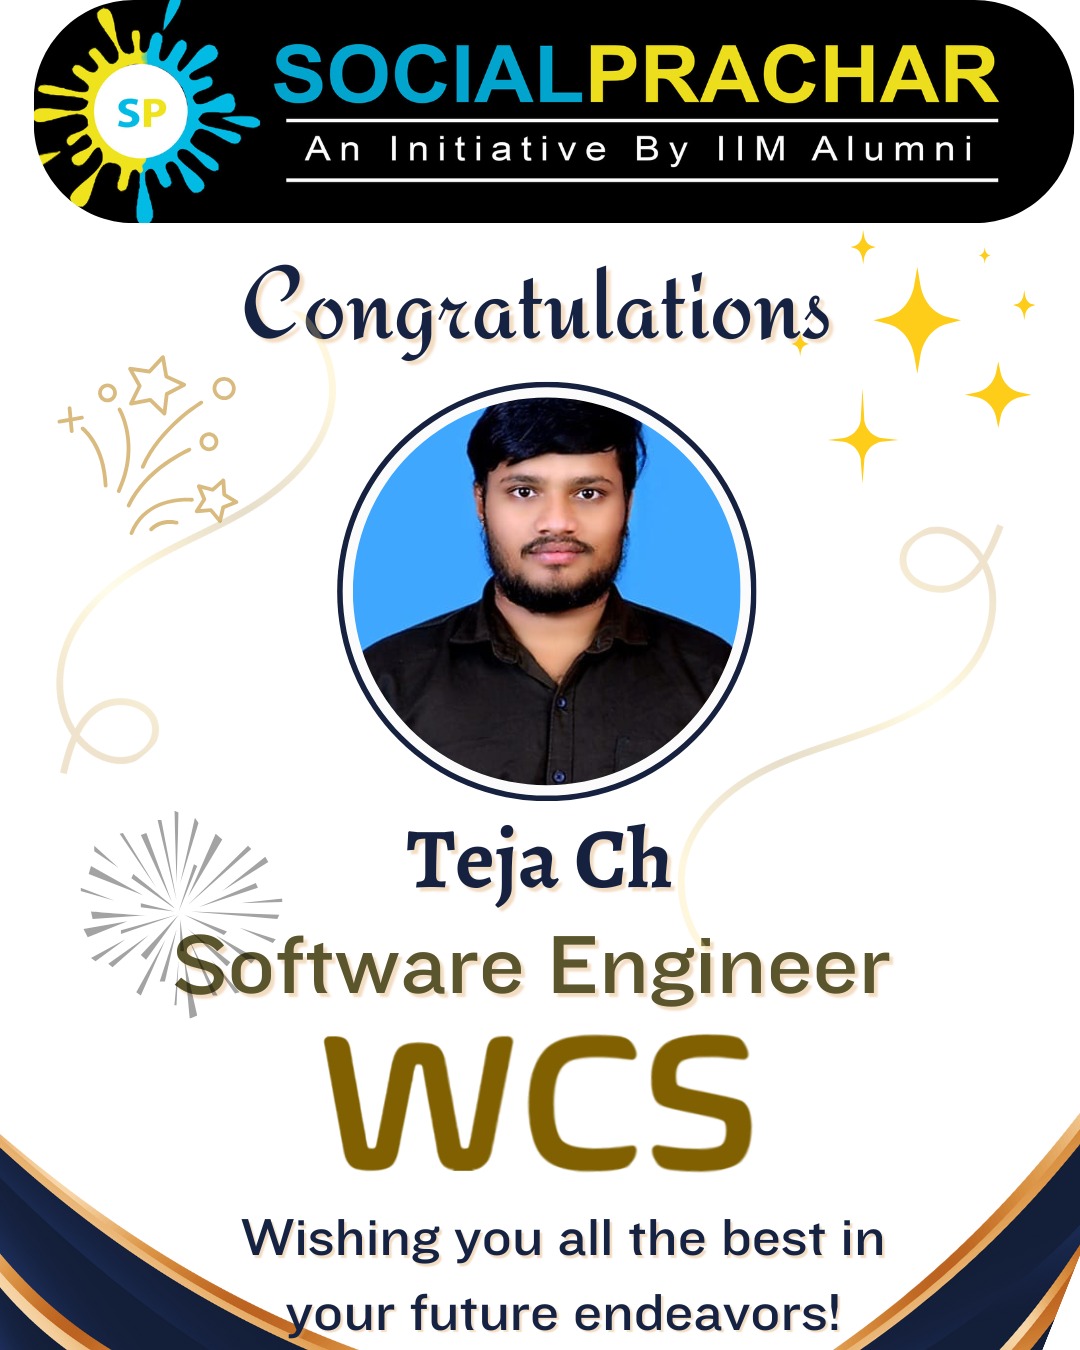 SP
SOCIALPRACHAR
An Initiative By IIM Alumni
Congratulations
Teja Ch
Software Engineer
WCS
Wishing you all the best in
your future endeavors!